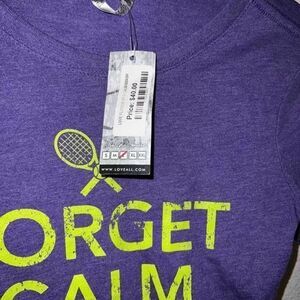 Price: $40.00
S M L XL XXL
WWW.LOVEALL.COM
ORGET
CALM